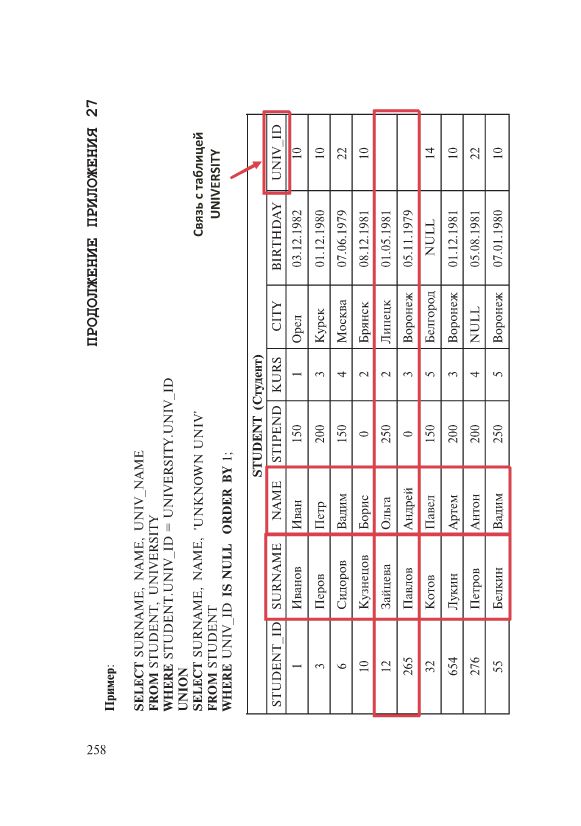 258
ПРОДОЛЖЕНИЕ ПРИЛОЖЕНИЯ 27
Пример:
SELECT SURNAME, NAME, UNIV_NAME
FROM STUDENT, UNIVERSITY
WHERE STUDENT.UNIV_ID = UNIVERSITY.UNIV_ID
UNION
SELECT SURNAME, NAME, 'UNKNOWN UNIV'
FROM STUDENT
WHERE UNIV_ID IS NULL ORDER BY 1;
Связь с таблицей
UNIVERSITY
STUDENT (Студент)
STUDENT_ID SURNAME NAME STIPEND KURS CITY BIRTHDAY UNIV_ID
1 Иванов Иван 150 1 Орел 03.12.1982 10
3 Перов Петр 200 3 Курск 01.12.1980 10
6 Сидоров Вадим 150 4 Москва 07.06.1979 22
10 Кузнецов Борис 0 2 Брянск 08.12.1981 10
12 Зайцева Ольга 250 2 Липецк 01.05.1981
265 Павлов Андрей 0 3 Воронеж 05.11.1979
32 Котов Павел 150 5 Белгород NULL 14
654 Лукин Артем 200 3 Воронеж 01.12.1981 10
276 Петров Антон 200 4 NULL 05.08.1981 22
55 Белкин Вадим 250 5 Воронеж 07.01.1980 10